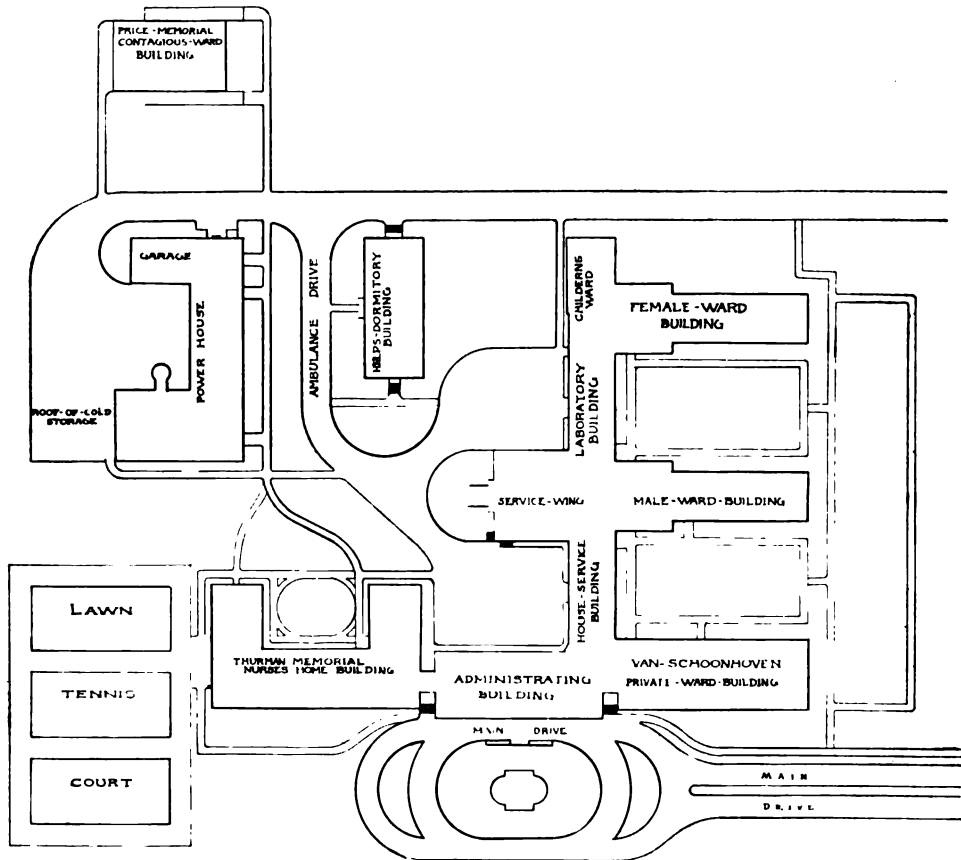 PRICE-MEMORIAL
CONTAGIOUS-WARD
BUILDING
GARAGE
POWER HOUSE
ROOF-OF-COLD
STORAGE
AMBULANCE DRIVE
HELPS-DORMITORY
BUILDING
CHILDERNS
WARD
FEMALE-WARD
BUILDING
LABORATORY
BUILDING
SERVICE-WING
MALE-WARD-BUILDING
HOUSE-SERVICE
BUILDING
LAWN
TENNIS
COURT
THURMAN MEMORIAL
NURSES HOME BUILDING
ADMINISTRATING
BUILDING
VAN-SCHOONHOVEN
PRIVATE-WARD-BUILDING
MAIN DRIVE
MAIN
DRIVE